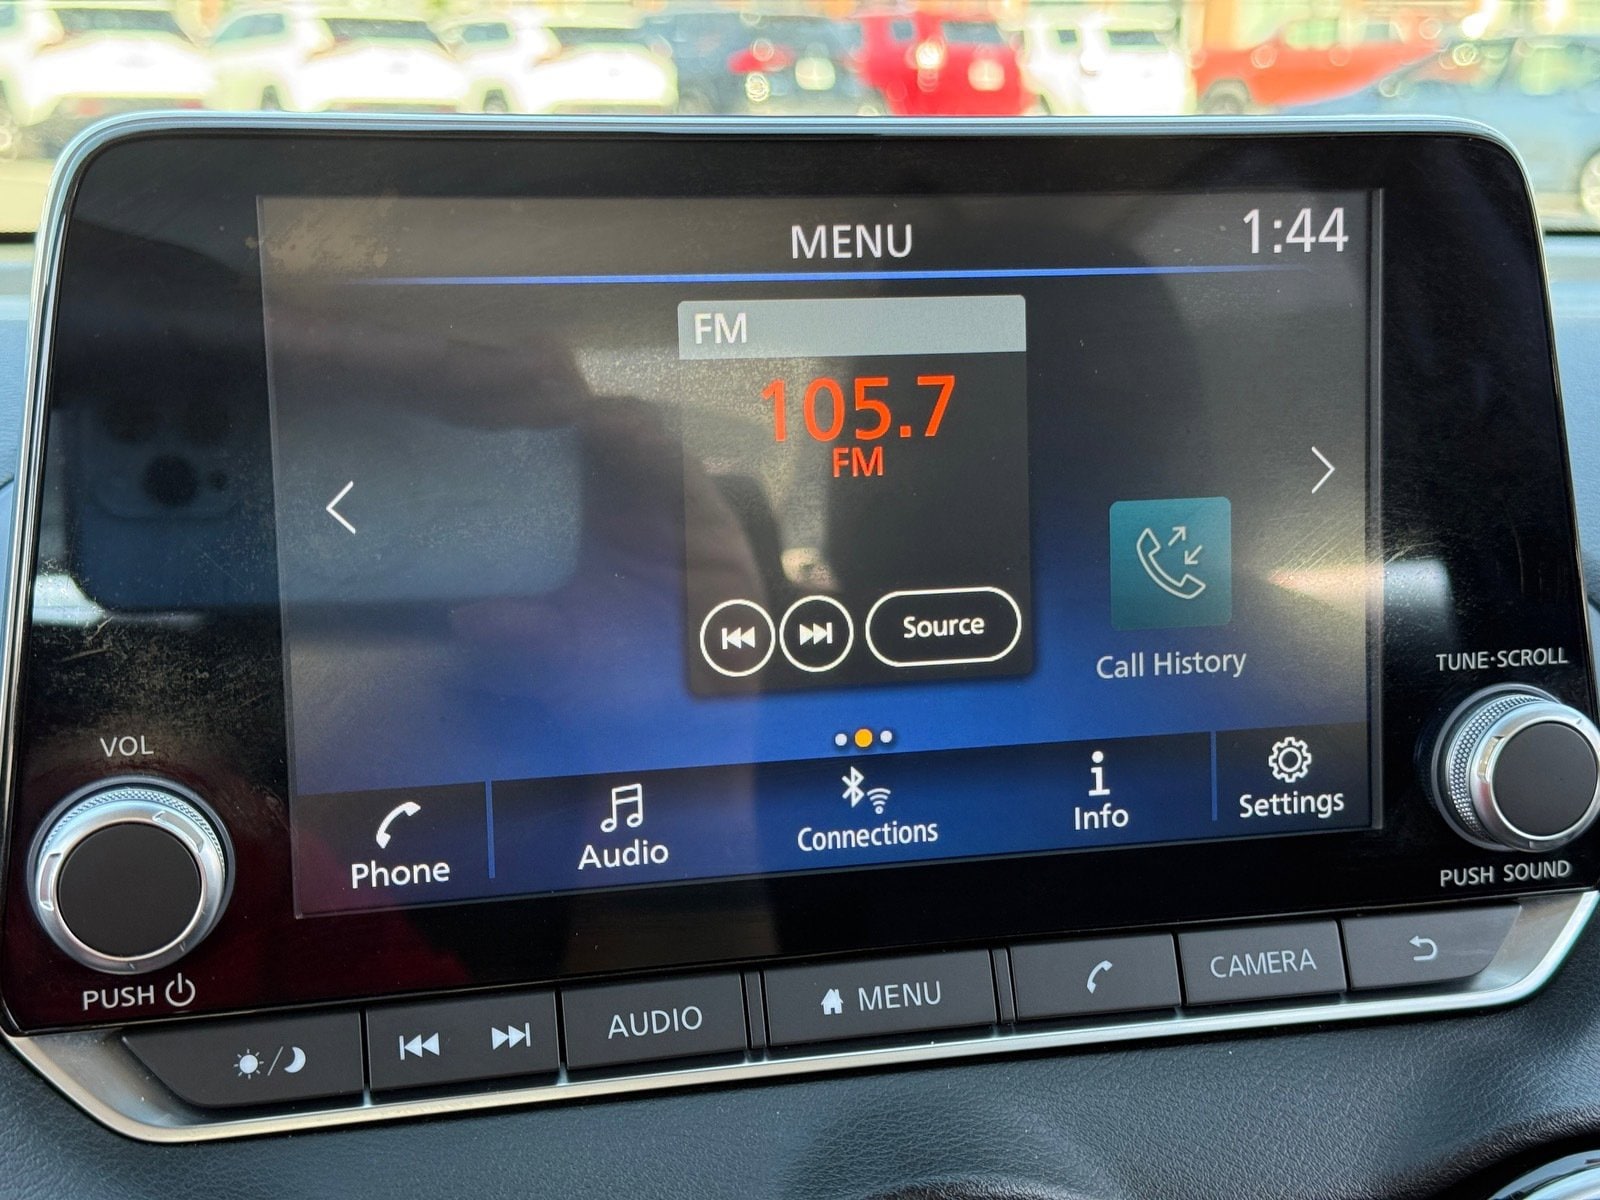 MENU
1:44
FM
105.7
FM
Source
Call History
Phone
Audio
Connections
Info
Settings
VOL
PUSH
TUNE·SCROLL
PUSH SOUND
AUDIO
MENU
CAMERA